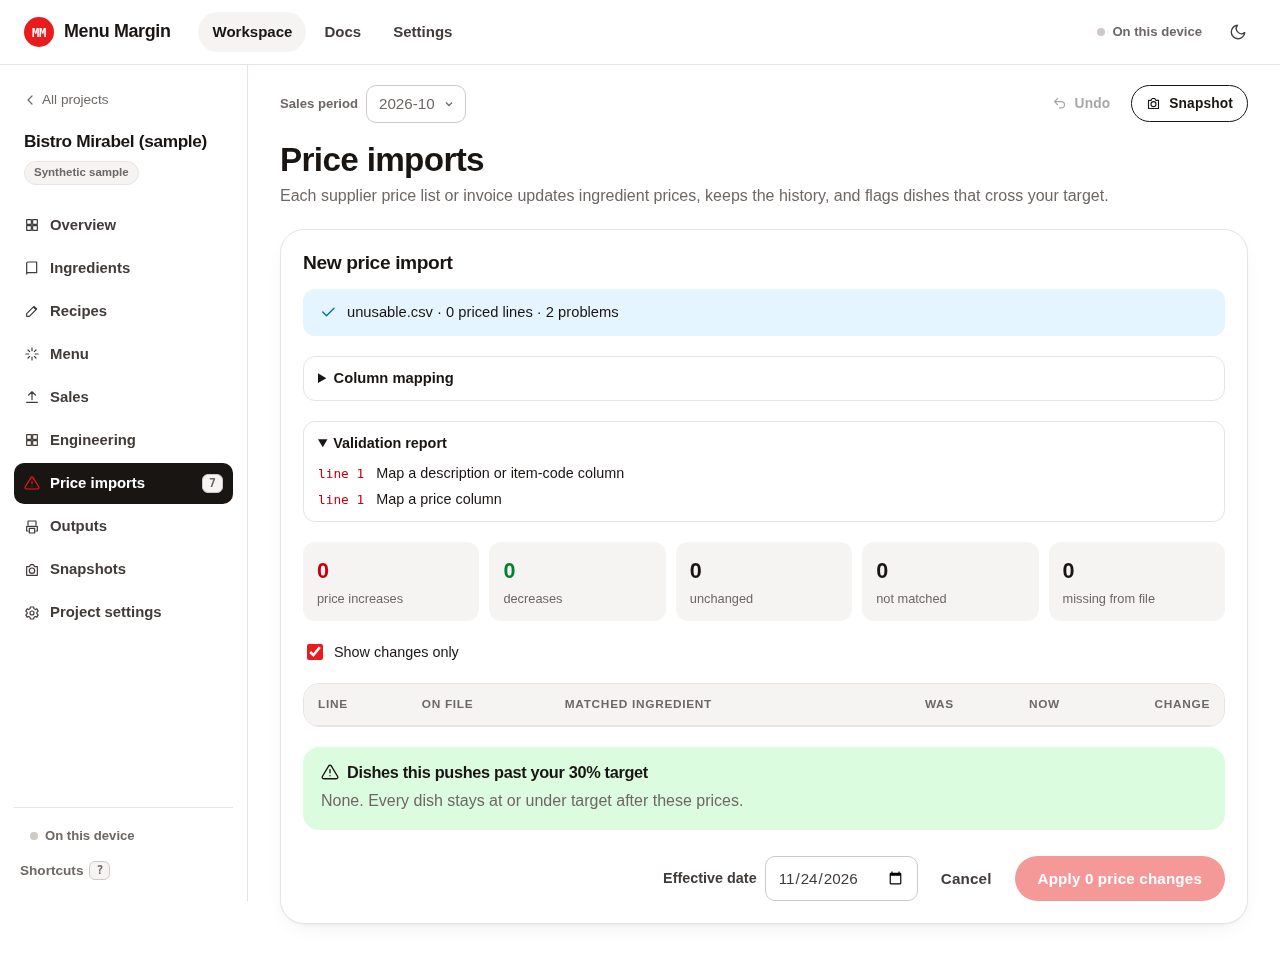 MM Menu Margin Workspace Docs Settings On this device
All projects
Bistro Mirabel (sample)
Synthetic sample
Overview
Ingredients
Recipes
Menu
Sales
Engineering
Price imports 7
Outputs
Snapshots
Project settings
On this device
Shortcuts ?
Sales period 2026-10 Undo Snapshot
Price imports
Each supplier price list or invoice updates ingredient prices, keeps the history, and flags dishes that cross your target.
New price import
unusable.csv · 0 priced lines · 2 problems
Column mapping
Validation report
line 1 Map a description or item-code column
line 1 Map a price column
0 0 0 0 0
price increases decreases unchanged not matched missing from file
Show changes only
LINE ON FILE MATCHED INGREDIENT WAS NOW CHANGE
Dishes this pushes past your 30% target
None. Every dish stays at or under target after these prices.
Effective date 11/24/2026 Cancel Apply 0 price changes